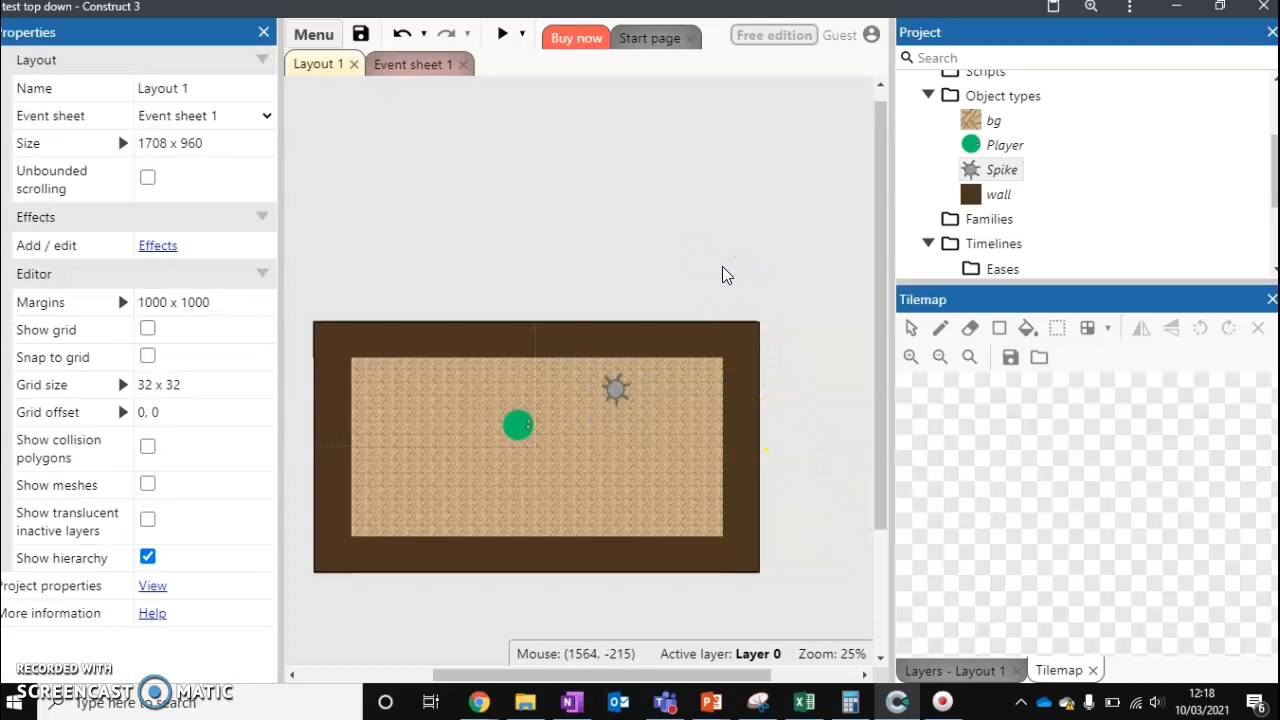 test top down - Construct 3
Properties
Layout
Name Layout 1
Event sheet Event sheet 1
Size 1708 x 960
Unbounded
scrolling
Effects
Add / edit Effects
Editor
Margins 1000 x 1000
Show grid
Snap to grid
Grid size 32 x 32
Grid offset 0, 0
Show collision
polygons
Show meshes
Show translucent
inactive layers
Show hierarchy
Project properties View
More information Help
Menu
Buy now
Start page
Free edition
Guest
Layout 1
Event sheet 1
Mouse: (1564, -215) Active layer: Layer 0 Zoom: 25%
Project
Search
Scripts
Object types
bg
Player
Spike
wall
Families
Timelines
Eases
Tilemap
Layers - Layout 1
Tilemap
RECORDED WITH
SCREENCAST MATIC
Type here to search
12:18
10/03/2021
6